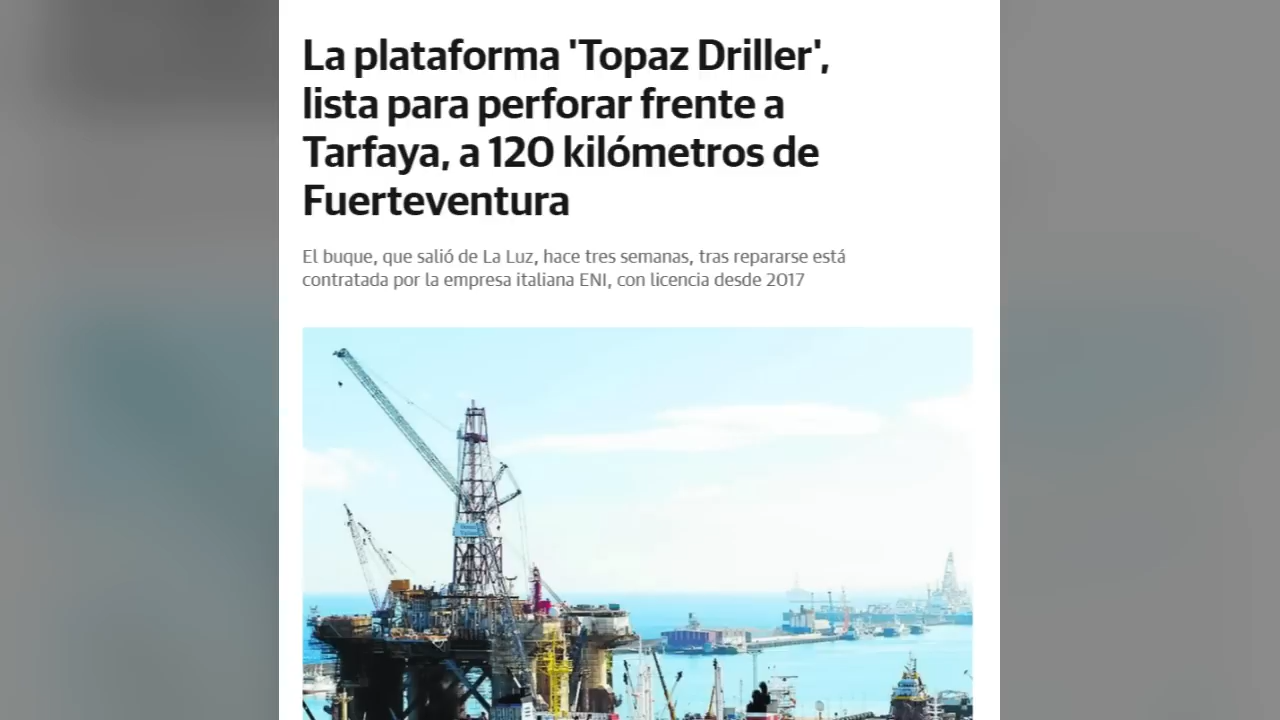 La plataforma 'Topaz Driller',
lista para perforar frente a
Tarfaya, a 120 kilómetros de
Fuerteventura
El buque, que salió de La Luz, hace tres semanas, tras repararse está
contratada por la empresa italiana ENI, con licencia desde 2017